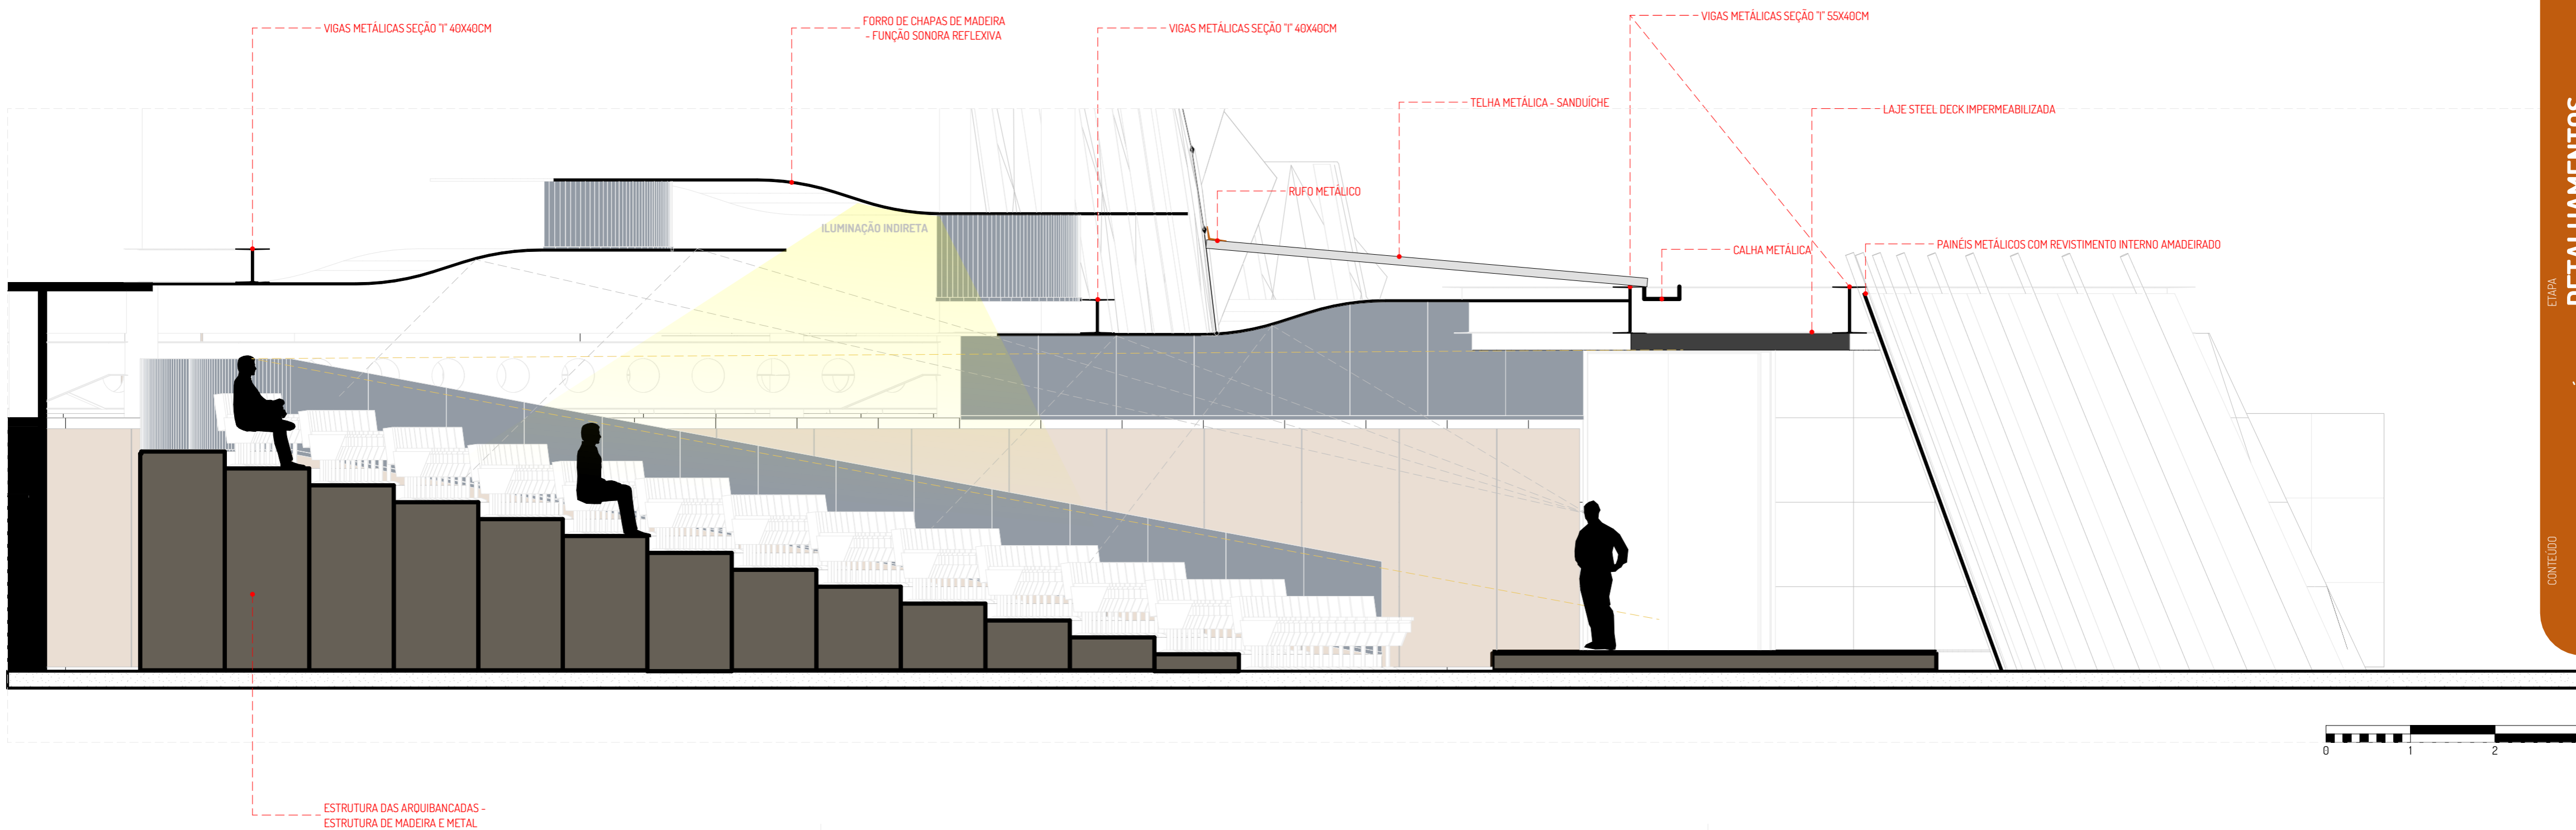 VIGAS METÁLICAS SEÇÃO "I" 40X40CM
FORRO DE CHAPAS DE MADEIRA
- FUNÇÃO SONORA REFLEXIVA
VIGAS METÁLICAS SEÇÃO "I" 40X40CM
VIGAS METÁLICAS SEÇÃO "I" 55X40CM
TELHA METÁLICA - SANDUÍCHE
LAJE STEEL DECK IMPERMEABILIZADA
RUFO METÁLICO
ILUMINAÇÃO INDIRETA
CALHA METÁLICA
PAINÉIS METÁLICOS COM REVISTIMENTO INTERNO AMADEIRADO
ETAPA
DETALHAMENTOS
CONTEÚDO
0 1 2
ESTRUTURA DAS ARQUIBANCADAS -
ESTRUTURA DE MADEIRA E METAL